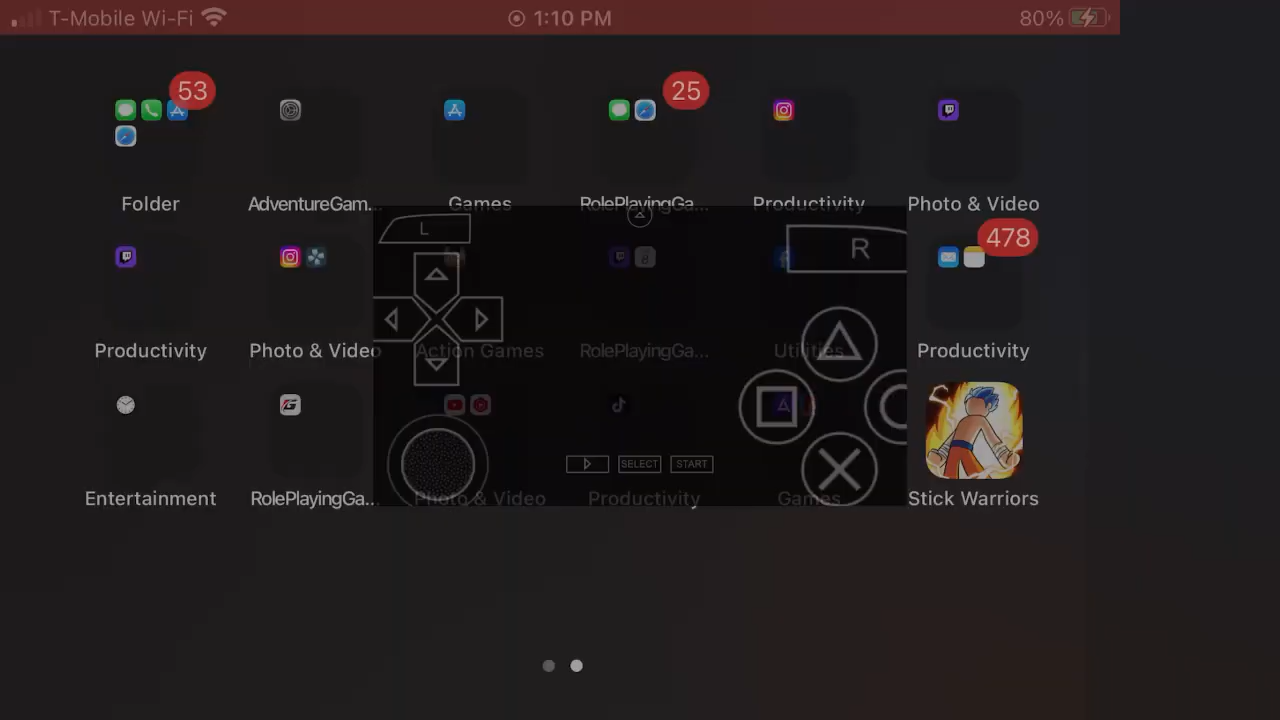 T-Mobile Wi-Fi 1:10 PM 80%
53 25
Folder AdventureGam... Games RolePlayingGa... Productivity Photo & Video
L R 478
Productivity Photo & Video Action Games RolePlayingGa... Utilities Productivity
SELECT START
Entertainment RolePlayingGa... Photo & Video Productivity Games Stick Warriors